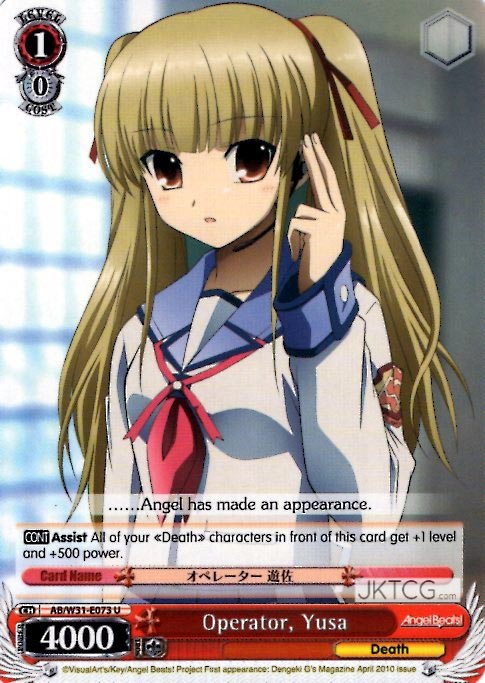 LEVEL
1
0
COST
......Angel has made an appearance.
CONT Assist All of your «Death» characters in front of this card get +1 level
and +500 power.
Card Name オペレーター 遊佐
JKTCG.com
CH AB/W31-E073 U
4000
Operator, Yusa
Angel Beats!
Death
©VisualArt's/Key/Angel Beats! Project First appearance: Dengeki G's Magazine April 2010 issue